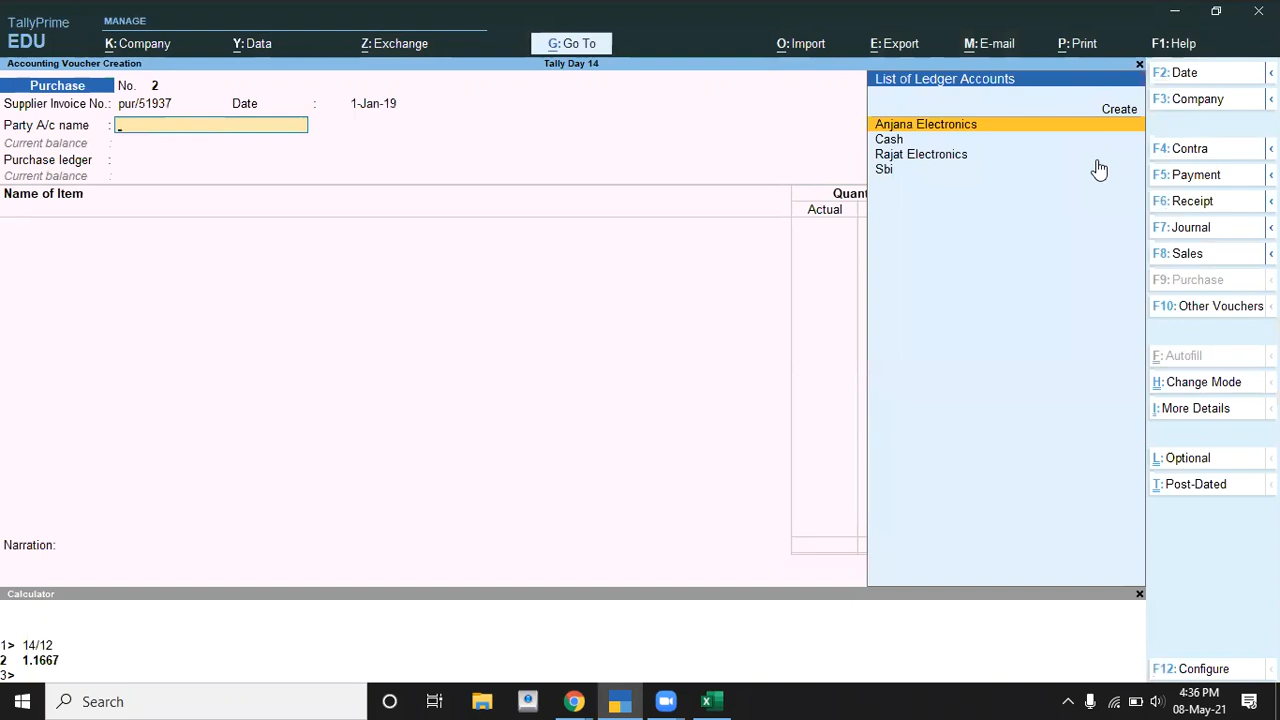 TallyPrime
EDU
MANAGE
K: Company
Y: Data
Z: Exchange
G: Go To
O: Import
E: Export
M: E-mail
P: Print
F1: Help
Accounting Voucher Creation
Tally Day 14
Purchase No. 2
Supplier Invoice No.: pur/51937 Date : 1-Jan-19
Party A/c name :
Current balance :
Purchase ledger :
Current balance :
Name of Item
Quant
Actual
List of Ledger Accounts
Create
Anjana Electronics
Cash
Rajat Electronics
Sbi
F2: Date
F3: Company
F4: Contra
F5: Payment
F6: Receipt
F7: Journal
F8: Sales
F9: Purchase
F10: Other Vouchers
F: Autofill
H: Change Mode
I: More Details
L: Optional
T: Post-Dated
F12: Configure
Narration:
Calculator
1> 14/12
2 1.1667
3>
Search
4:36 PM
08-May-21